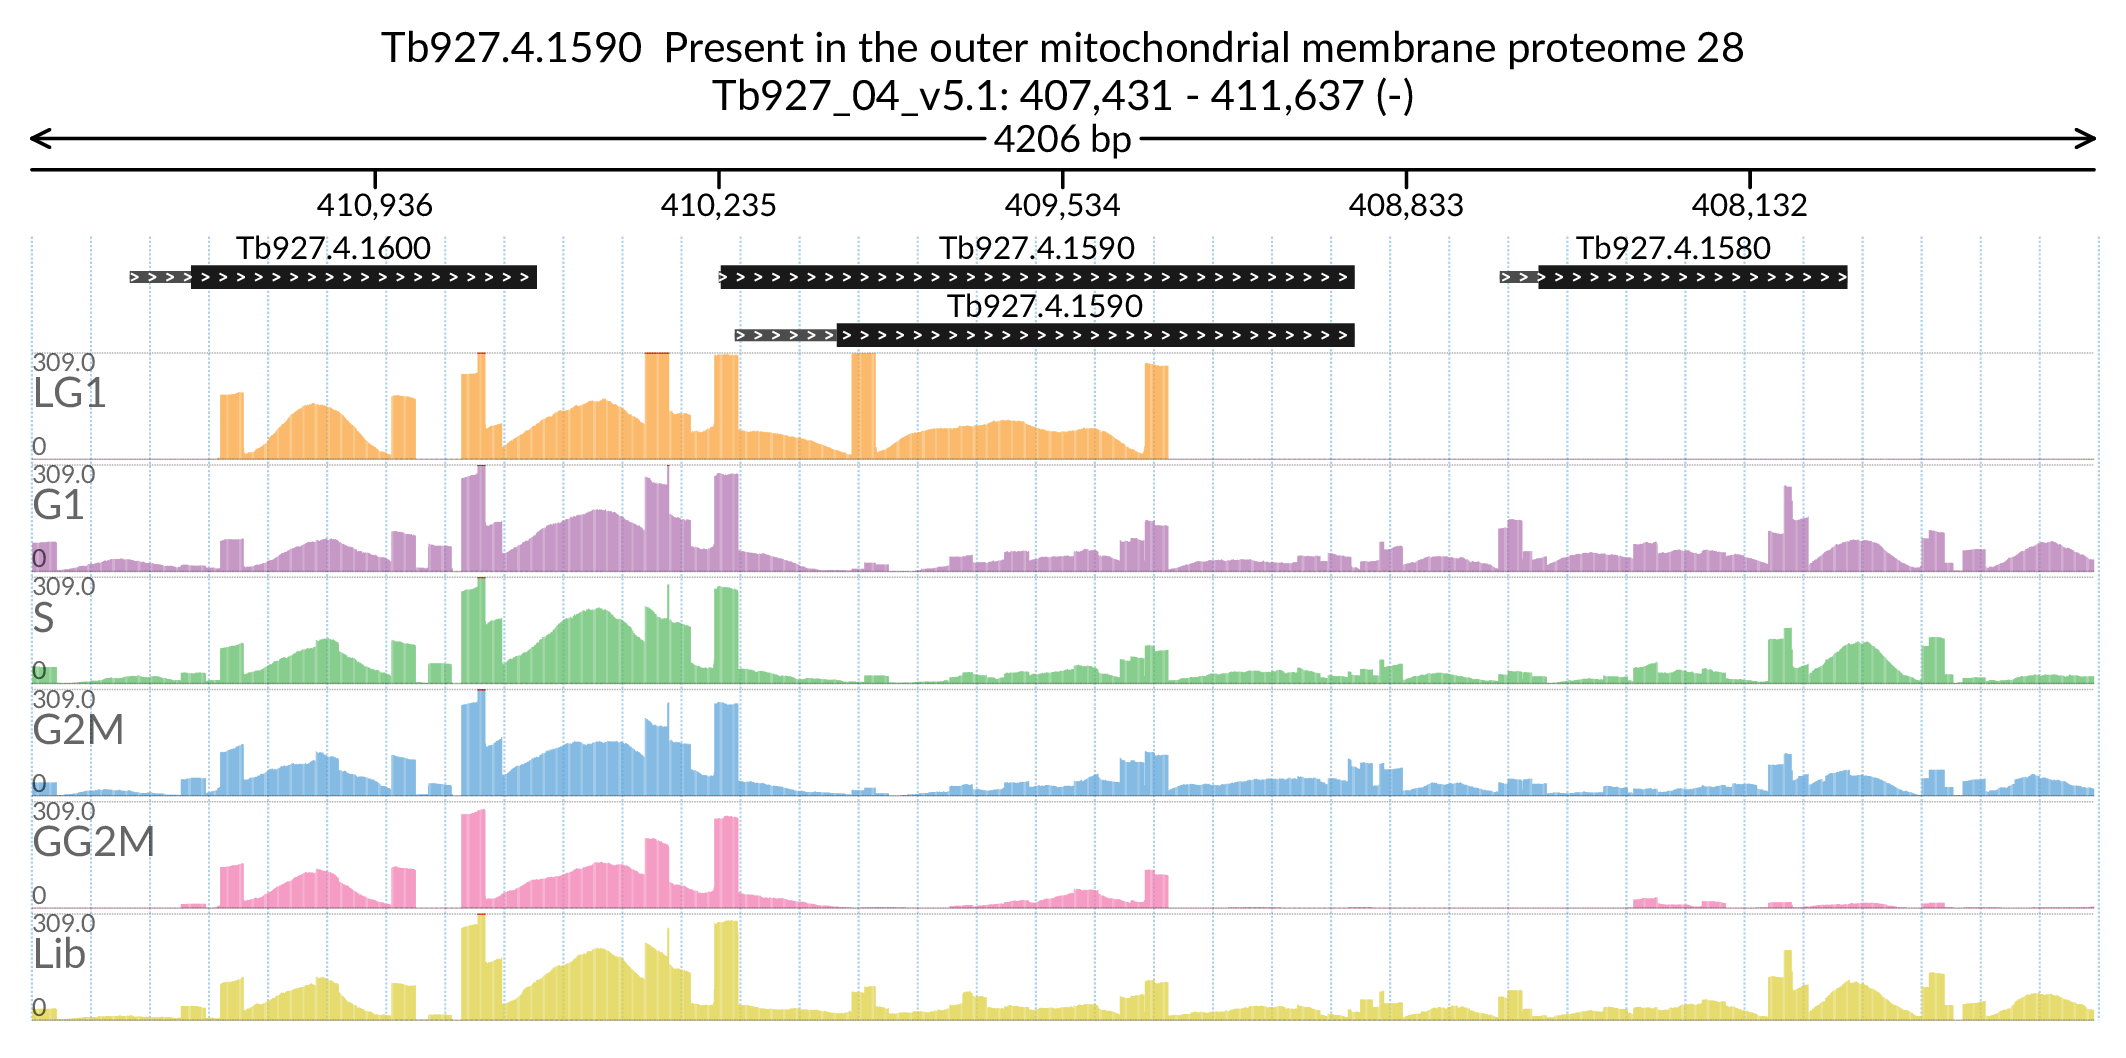 Tb927.4.1590 Present in the outer mitochondrial membrane proteome 28
Tb927_04_v5.1: 407,431 - 411,637 (-)
4206 bp
410,936 410,235 409,534 408,833 408,132
Tb927.4.1600 Tb927.4.1590 Tb927.4.1580
Tb927.4.1590
309.0
LG1
0
309.0
G1
0
309.0
S
0
309.0
G2M
0
309.0
GG2M
0
309.0
Lib
0